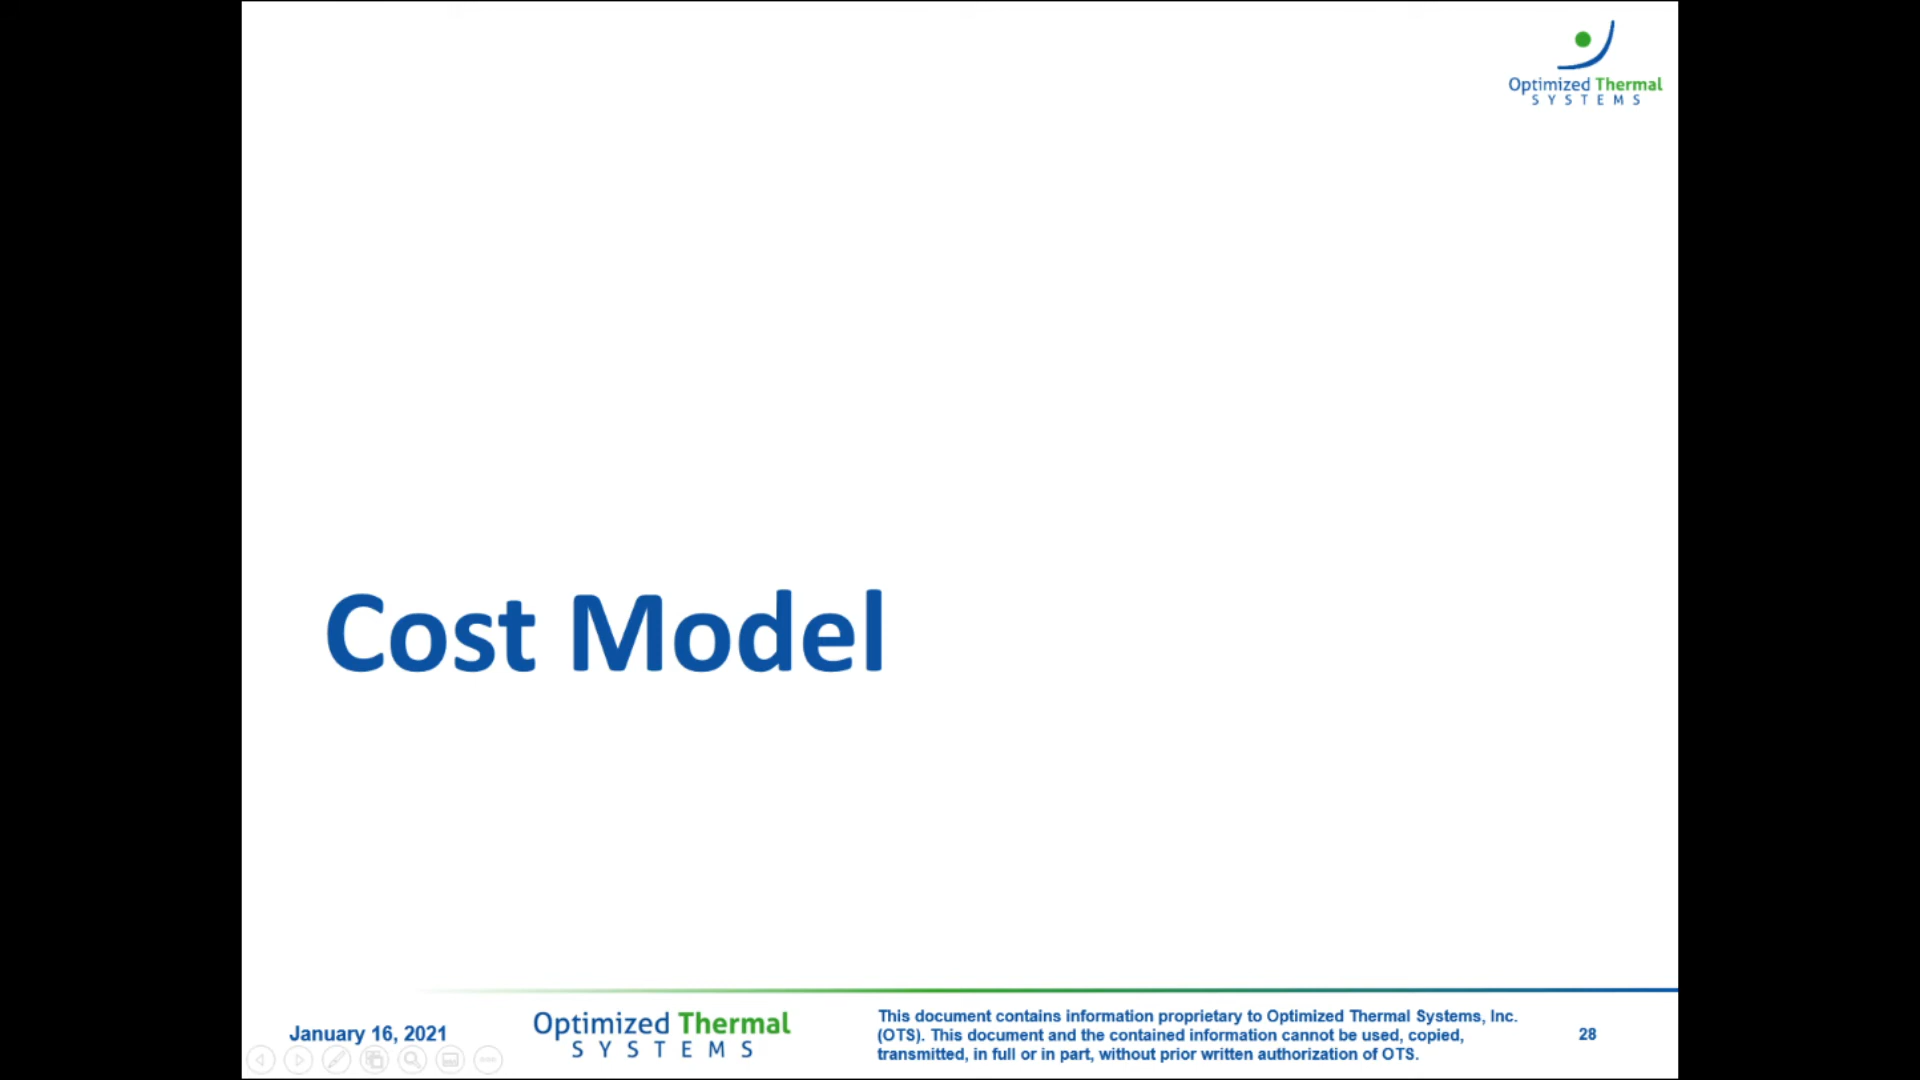 Optimized Thermal
SYSTEMS
Cost Model
January 16, 2021
Optimized Thermal
SYSTEMS
This document contains information proprietary to Optimized Thermal Systems, Inc.
(OTS). This document and the contained information cannot be used, copied,
transmitted, in full or in part, without prior written authorization of OTS.
28